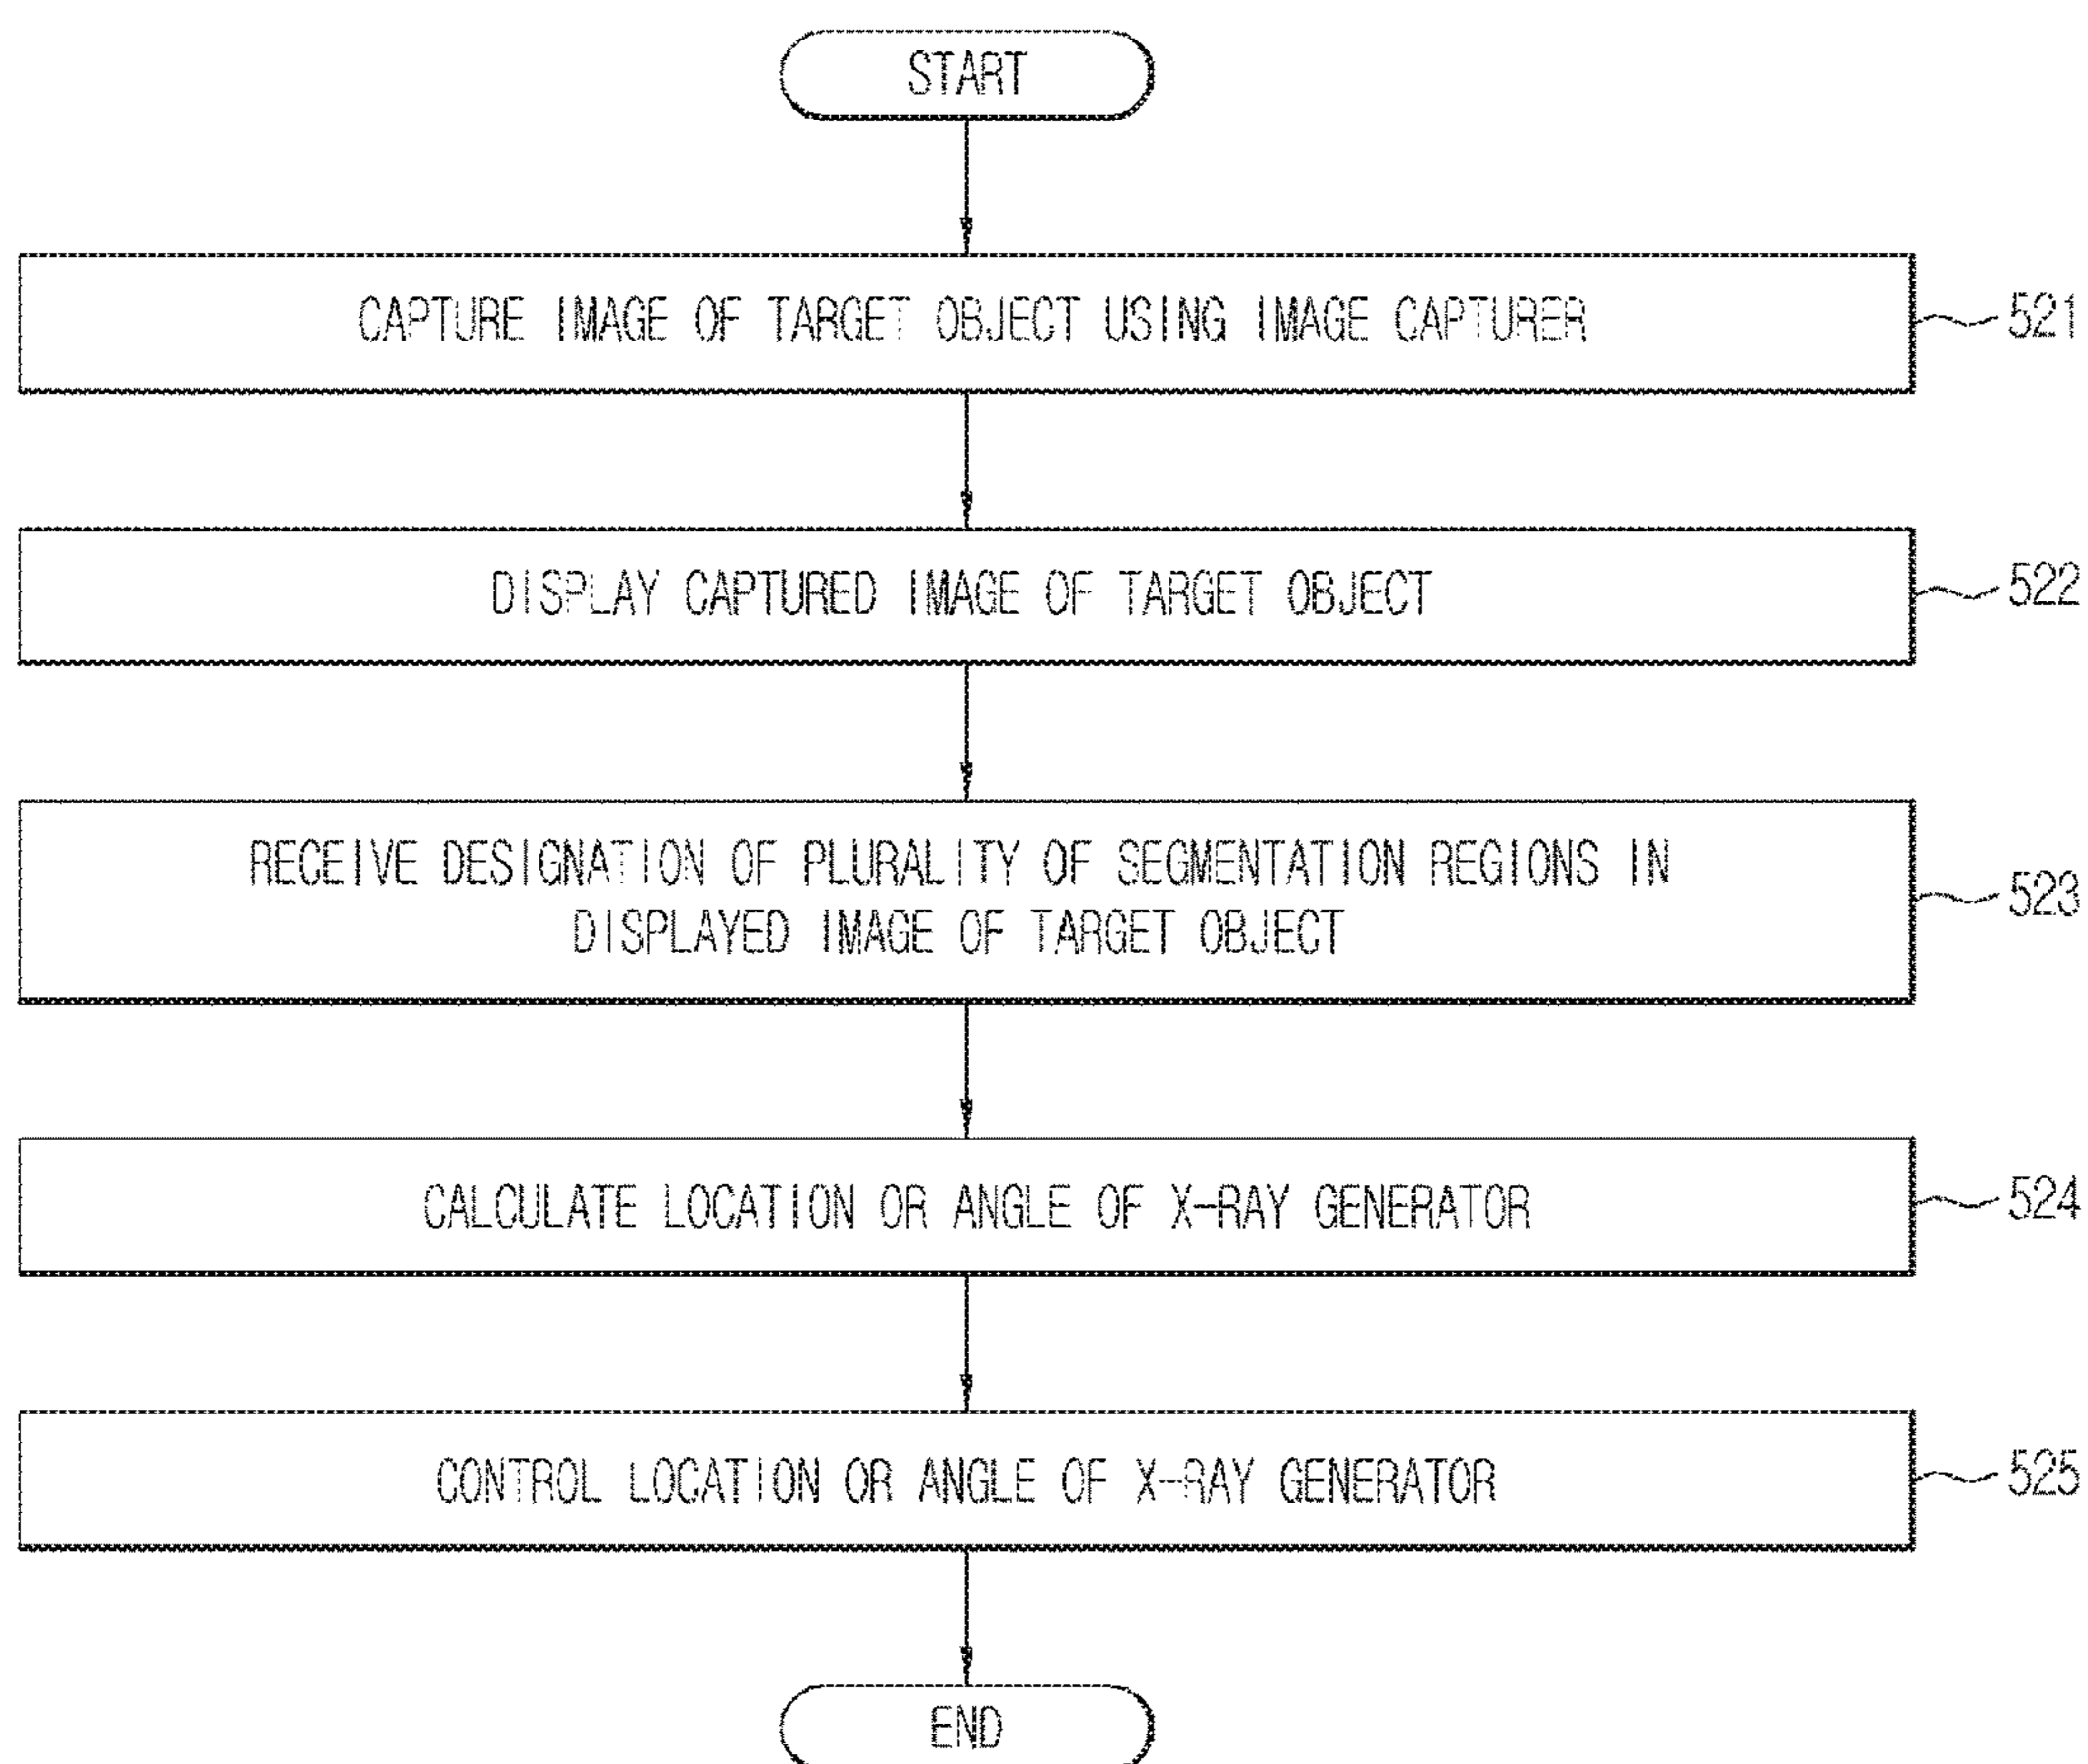 START
CAPTURE IMAGE OF TARGET OBJECT USING IMAGE CAPTURER
521
DISPLAY CAPTURED IMAGE OF TARGET OBJECT
522
RECEIVE DESIGNATION OF PLURALITY OF SEGMENTATION REGIONS IN
DISPLAYED IMAGE OF TARGET OBJECT
523
CALCULATE LOCATION OR ANGLE OF X-RAY GENERATOR
524
CONTROL LOCATION OR ANGLE OF X-RAY GENERATOR
525
END